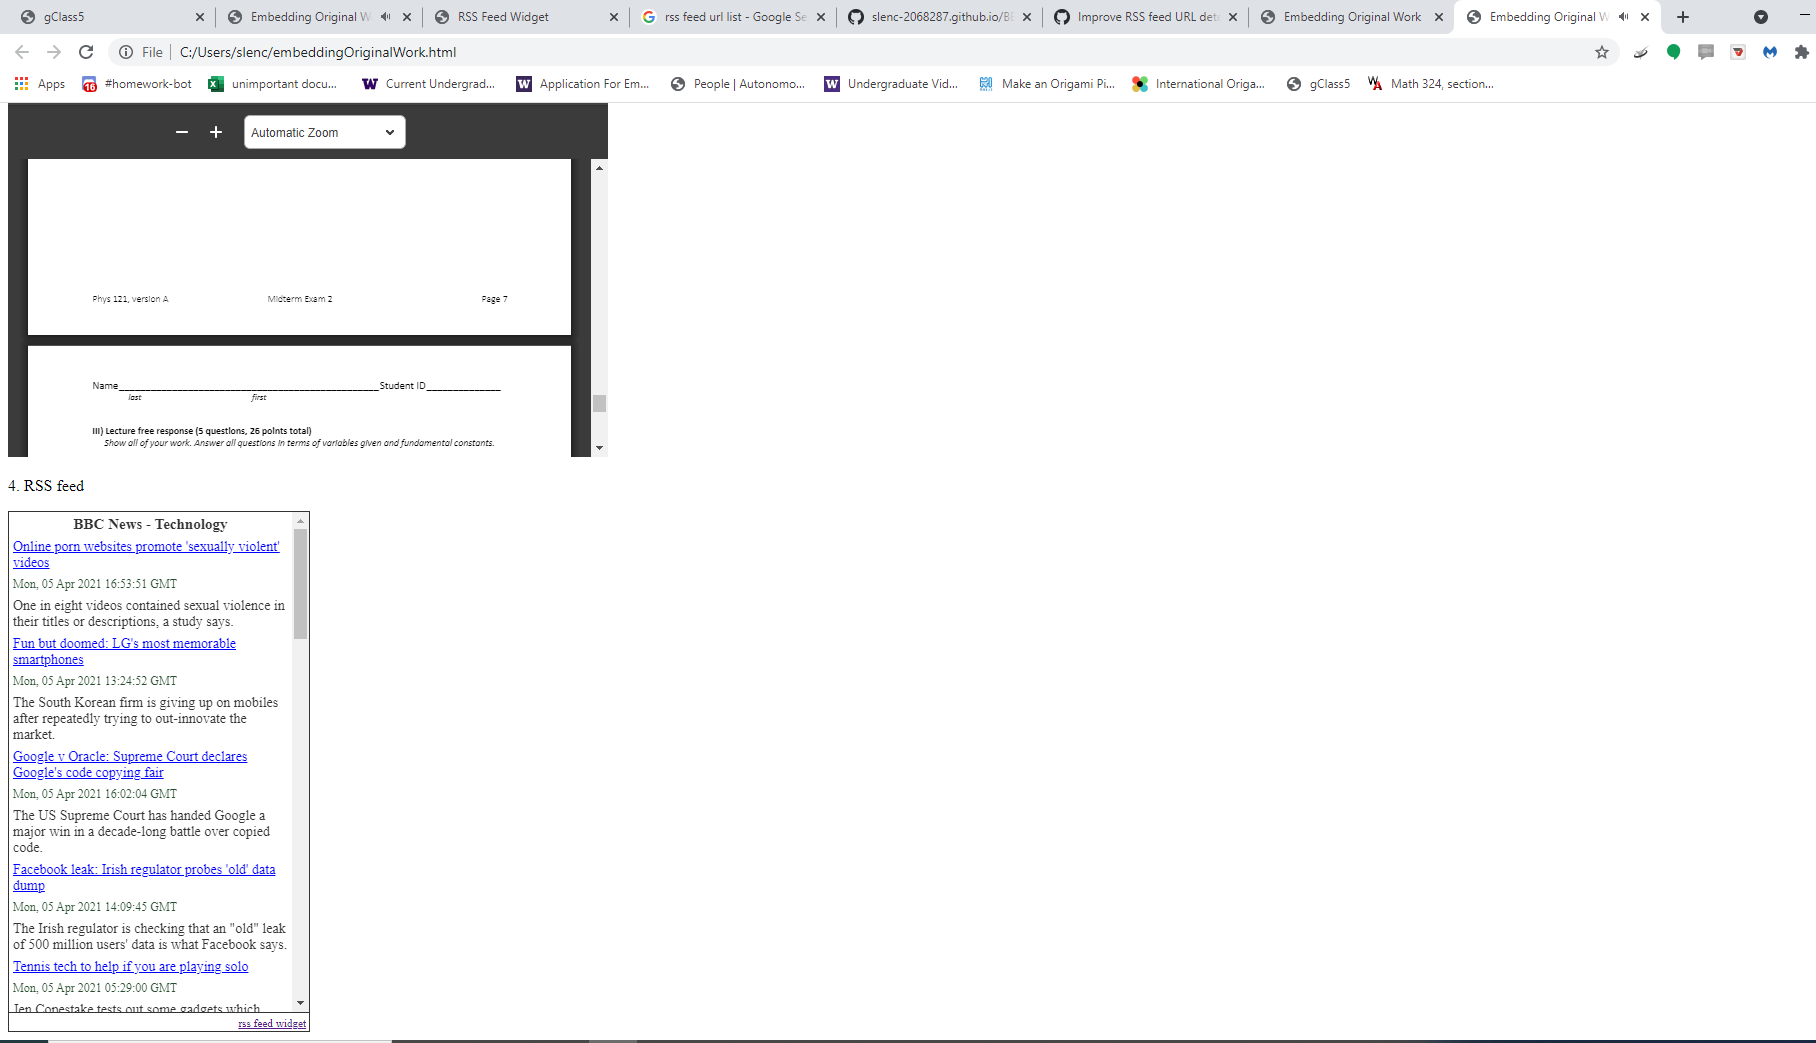 gClass5
Embedding Original W
RSS Feed Widget
rss feed url list - Google Se
slenc-2068287.github.io/BE
Improve RSS feed URL dete
Embedding Original Work
Embedding Original W
File
C:/Users/slenc/embeddingOriginalWork.html
Apps
16
#homework-bot
unimportant docu...
Current Undergrad...
Application For Em...
People | Autonomo...
Undergraduate Vid...
Make an Origami Pi...
International Origa...
gClass5
Math 324, section...
Automatic Zoom
Phys 121, version A
Midterm Exam 2
Page 7
Name Student ID
last first
III) Lecture free response (5 questions, 26 points total)
Show all of your work. Answer all questions in terms of variables given and fundamental constants.
4. RSS feed
BBC News - Technology
Online porn websites promote 'sexually violent'
videos
Mon, 05 Apr 2021 16:53:51 GMT
One in eight videos contained sexual violence in
their titles or descriptions, a study says.
Fun but doomed: LG's most memorable
smartphones
Mon, 05 Apr 2021 13:24:52 GMT
The South Korean firm is giving up on mobiles
after repeatedly trying to out-innovate the
market.
Google v Oracle: Supreme Court declares
Google's code copying fair
Mon, 05 Apr 2021 16:02:04 GMT
The US Supreme Court has handed Google a
major win in a decade-long battle over copied
code.
Facebook leak: Irish regulator probes 'old' data
dump
Mon, 05 Apr 2021 14:09:45 GMT
The Irish regulator is checking that an "old" leak
of 500 million users' data is what Facebook says.
Tennis tech to help if you are playing solo
Mon, 05 Apr 2021 05:29:00 GMT
Jen Copestake tests out some gadgets which
rss feed widget